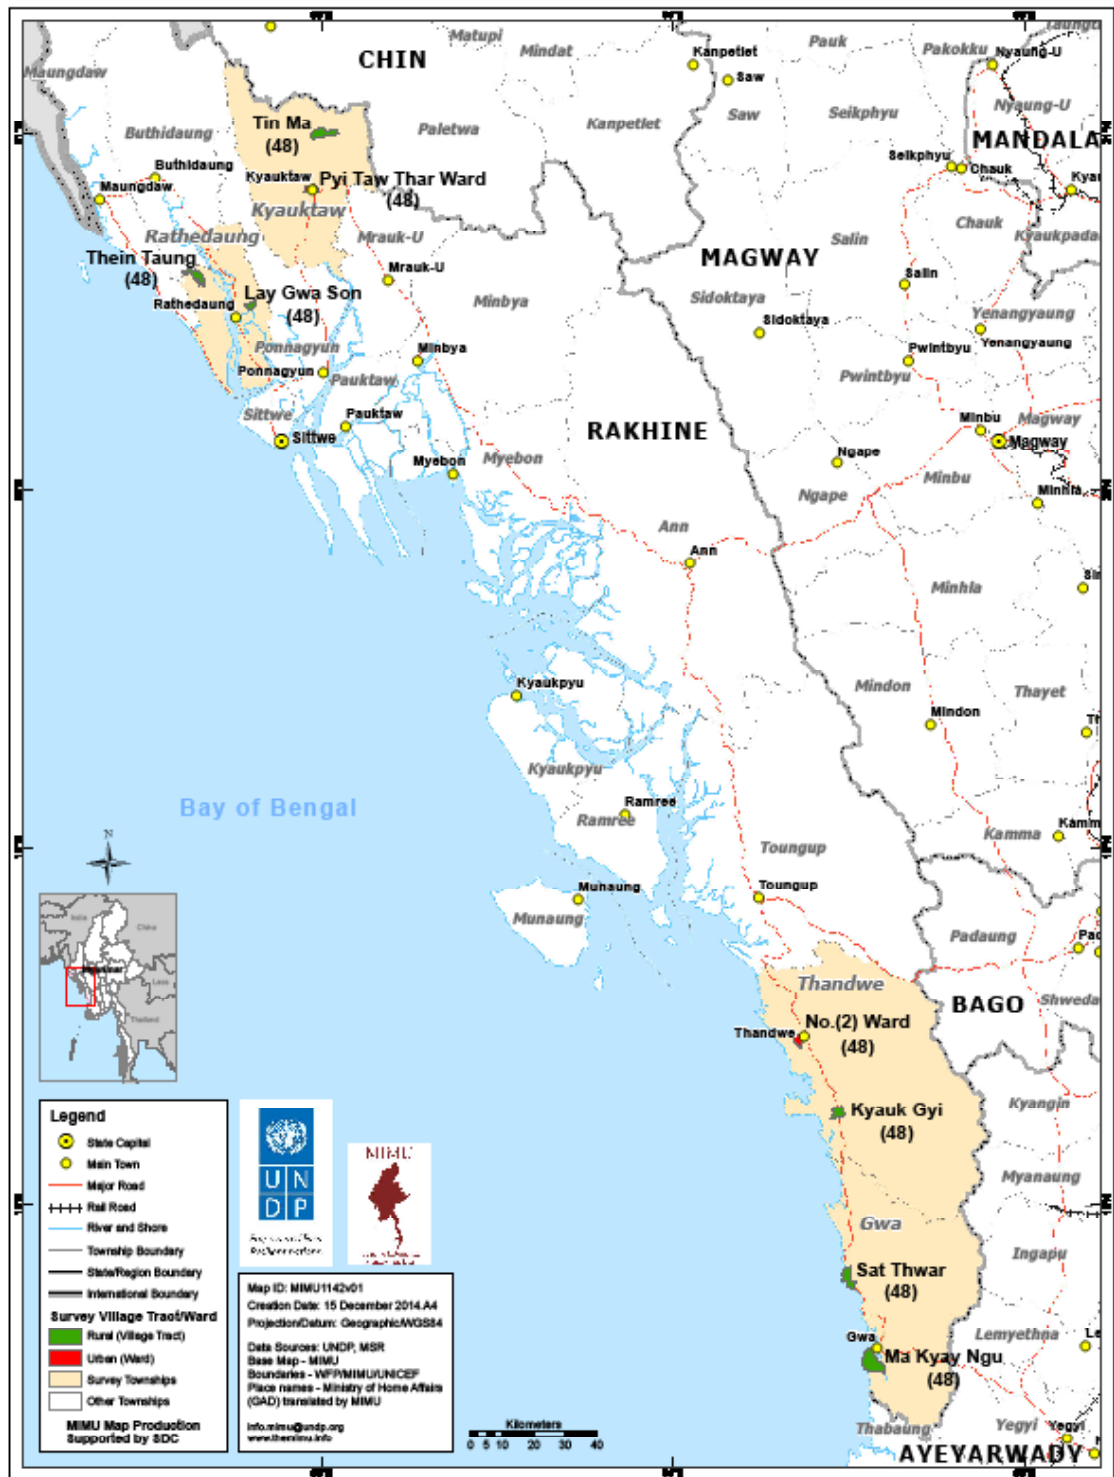 CHIN
Matupi
Mindat
Pauk
Pakokku
Kanpetlet
Nyaung-U
Maungdaw
Saw
Saw
Seikphyu
Nyaung-U
Tin Ma
(48)
Buthidaung
Paletwa
Kanpetlet
MANDALA
Buthidaung
Seikphyu
Chauk
Maungdaw
Kyauktaw
Pyi Taw Thar Ward
(48)
Kyauktaw
Chauk
Rathedaung
Mrauk-U
Salin
Kyaukpada
Thein Taung
(48)
MAGWAY
Mrauk-U
Salin
Lay Gwa Son
(48)
Minbya
Sidoktaya
Rathedaung
Sidoktaya
Yenangyaung
Yenangyaung
Ponnagyun
Minbya
Pwintbyu
Ponnagyun
Pauktaw
Pwintbyu
Sittwe
Pauktaw
RAKHINE
Minbu
Magway
Sittwe
Magway
Myebon
Myebon
Ngape
Ngape
Minbu
Minhla
Ann
Ann
Minhla
Kyaukpyu
Mindon
Thayet
Mindon
Kyaukpyu
Bay of Bengal
Ramree
Ramree
Kamma
Toungup
N
Munaung
Toungup
Munaung
Padaung
India
China
Myanmar
Laos
Thailand
Thandwe
BAGO
Shweda
No.(2) Ward
(48)
Thandwe
Kyauk Gyi
(48)
Kyangin
Myanaung
Gwa
Ingapu
Sat Thwar
(48)
Gwa
Lemyethna
Ma Kyay Ngu
(48)
Thabaung
Yegyi
Yegyi
AYEYARWADY
Legend
State Capital
Main Town
Major Road
Rail Road
River and Shore
Township Boundary
State/Region Boundary
International Boundary
Survey Village Tract/Ward
Rural (Village Tract)
Urban (Ward)
Survey Townships
Other Townships
MIMU Map Production
Supported by SDC
U N
D P
MIMU
Map ID: MIMU1142v01
Creation Date: 15 December 2014.A4
Projection/Datum: Geographic/WGS84
Data Sources: UNDP, MSR
Base Map - MIMU
Boundaries - WFP/MIMU/UNICEF
Place names - Ministry of Home Affairs
(GAD) translated by MIMU
info.mimu@undp.org
www.themimu.info
Kilometers
0 5 10 20 30 40